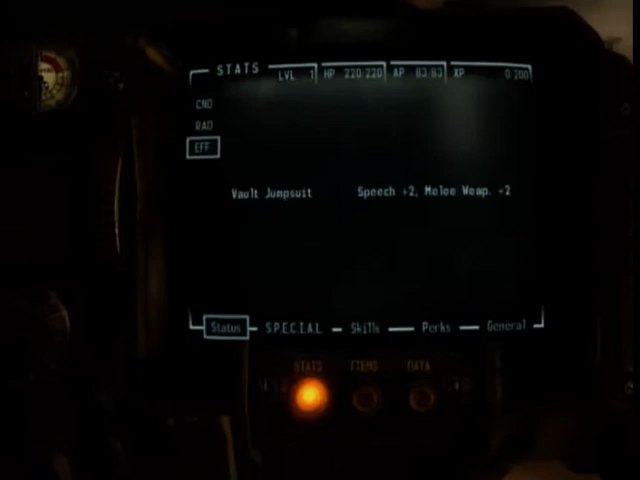 STATS LVL 1 HP 220/220 AP 83/83 XP 0/200
CND
RAD
EFF
Vault Jumpsuit Speech +2, Melee Weap. +2
Status SPECIAL Skills Perks General
STATS ITEMS DATA